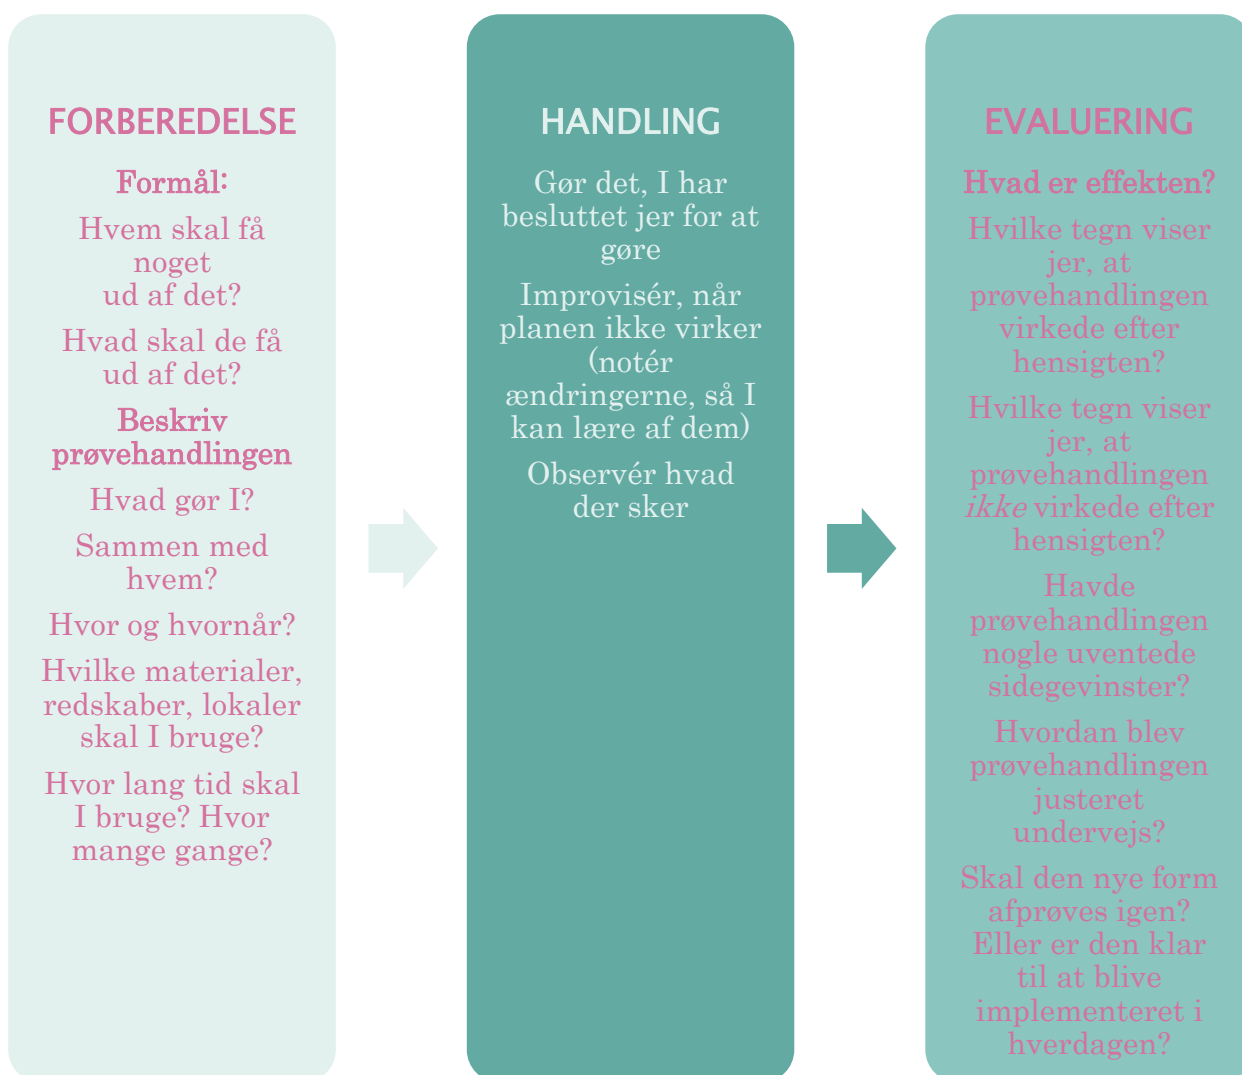 FORBEREDELSE
Formål:
Hvem skal få
noget
ud af det?
Hvad skal de få
ud af det?
Beskriv
prøvehandlingen
Hvad gør I?
Sammen med
hvem?
Hvor og hvornår?
Hvilke materialer,
redskaber, lokaler
skal I bruge?
Hvor lang tid skal
I bruge? Hvor
mange gange?
HANDLING
Gør det, I har
besluttet jer for at
gøre
Improvisér, når
planen ikke virker
(notér
ændringerne, så I
kan lære af dem)
Observér hvad
der sker
EVALUERING
Hvad er effekten?
Hvilke tegn viser
jer, at
prøvehandlingen
virkede efter
hensigten?
Hvilke tegn viser
jer, at
prøvehandlingen
ikke virkede efter
hensigten?
Havde
prøvehandlingen
nogle uventede
sidegevinster?
Hvordan blev
prøvehandlingen
justeret
undervejs?
Skal den nye form
afprøves igen?
Eller er den klar
til at blive
implementeret i
hverdagen?